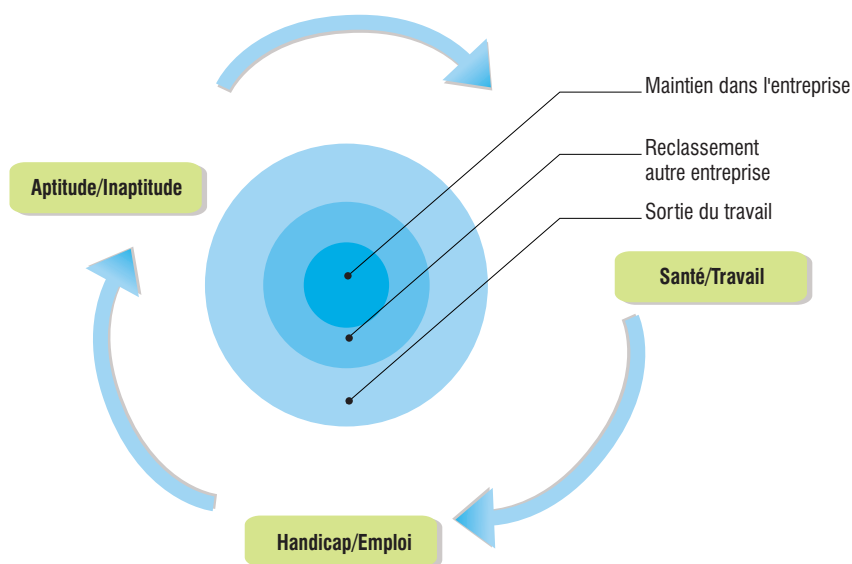 Maintien dans l'entreprise
Reclassement
autre entreprise
Aptitude/Inaptitude
Sortie du travail
Santé/Travail
Handicap/Emploi